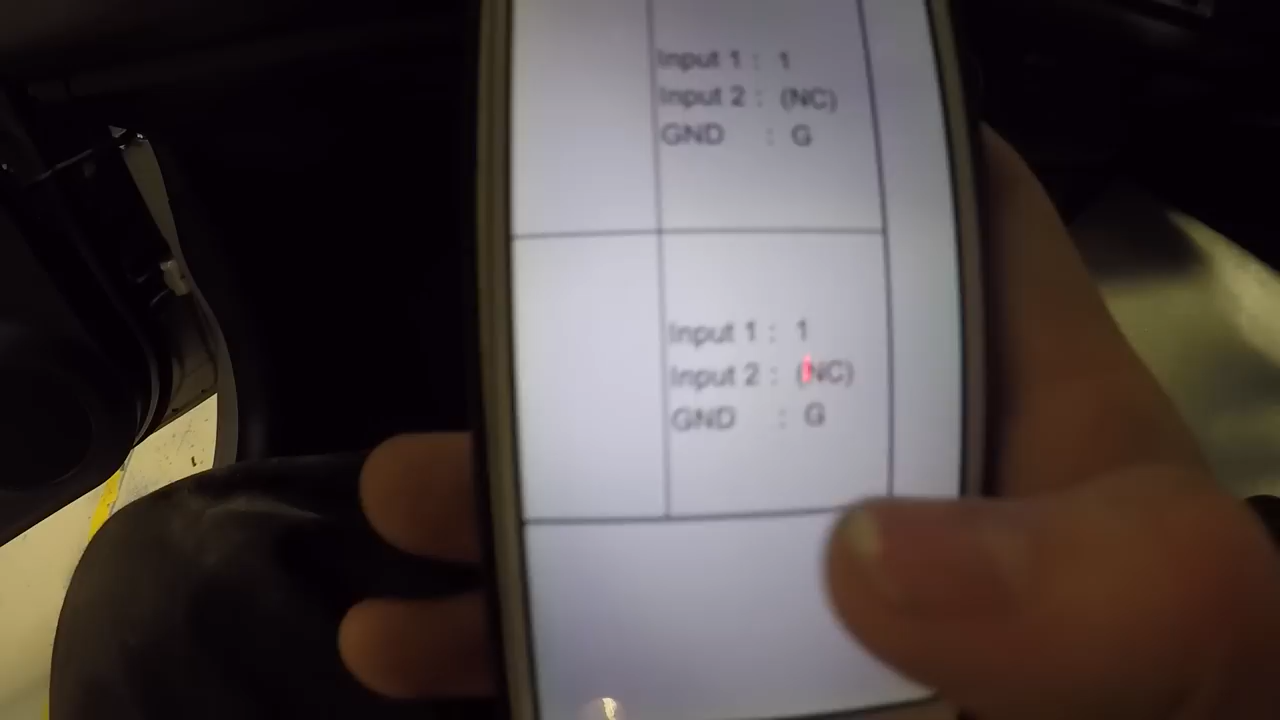 Input 1 : 1
Input 2 : (NC)
GND : G
Input 1 : 1
Input 2 : (NC)
GND : G